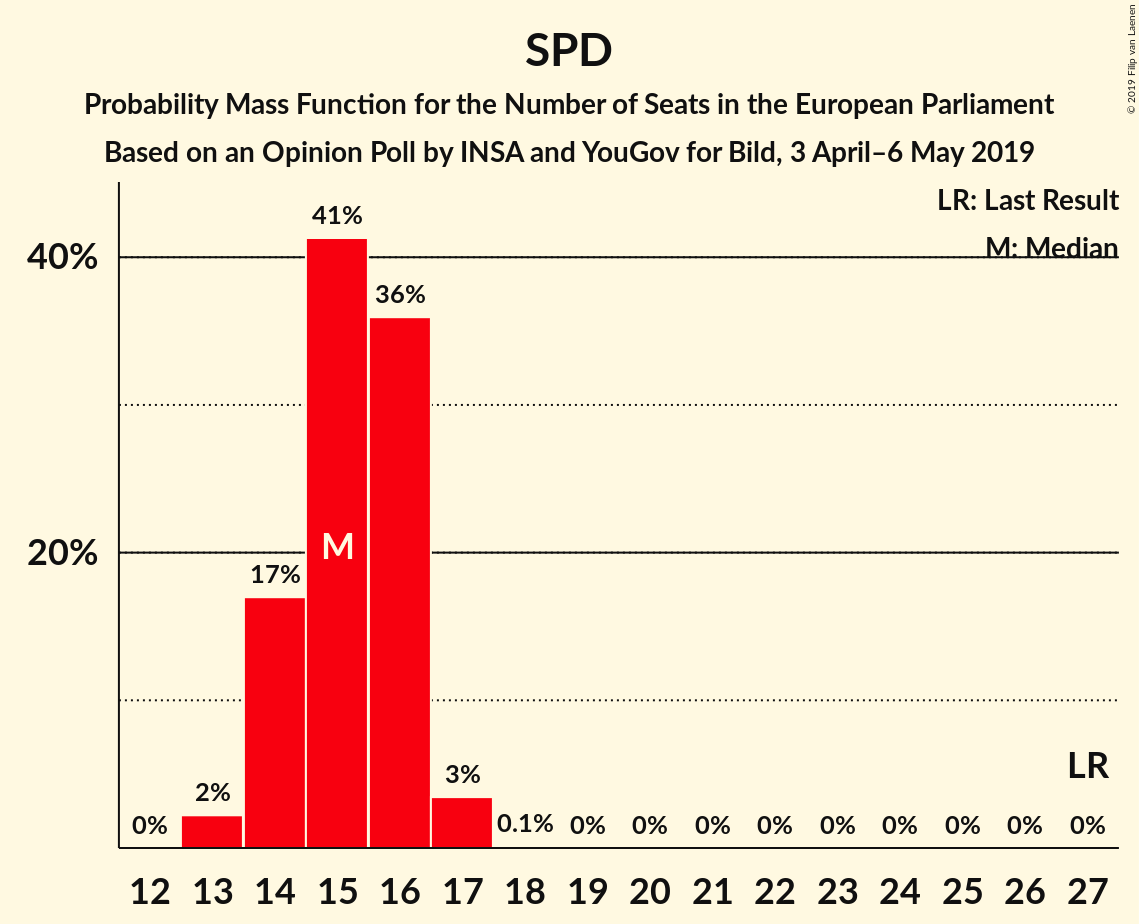 SPD
Probability Mass Function for the Number of Seats in the European Parliament
Based on an Opinion Poll by INSA and YouGov for Bild, 3 April–6 May 2019
© 2019 Filip van Laenen
LR: Last Result
M: Median
40%
20%
0%
2%
17%
41%
36%
3%
0.1%
0%
0%
0%
0%
0%
0%
0%
0%
0%
M
LR
12 13 14 15 16 17 18 19 20 21 22 23 24 25 26 27